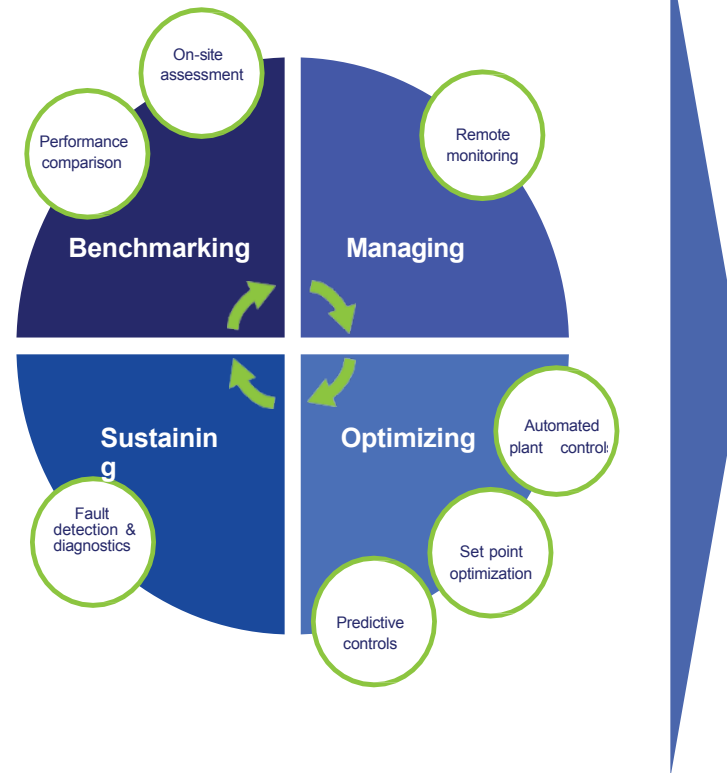 On-site
assessment
Performance
comparison
Remote
monitoring
Benchmarking
Managing
Sustainin
g
Optimizing
Automated
plant controls
Fault
detection &
diagnostics
Set point
optimization
Predictive
controls